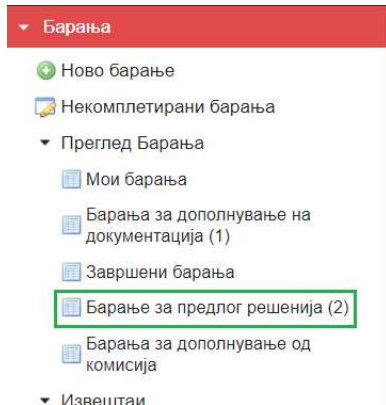 Барања
Ново барање
Некомплетирани барања
Преглед Барања
Мои барања
Барања за дополнување на
документација (1)
Завршени барања
Барање за предлог решенија (2)
Барања за дополнување од
комисија
Извештаи